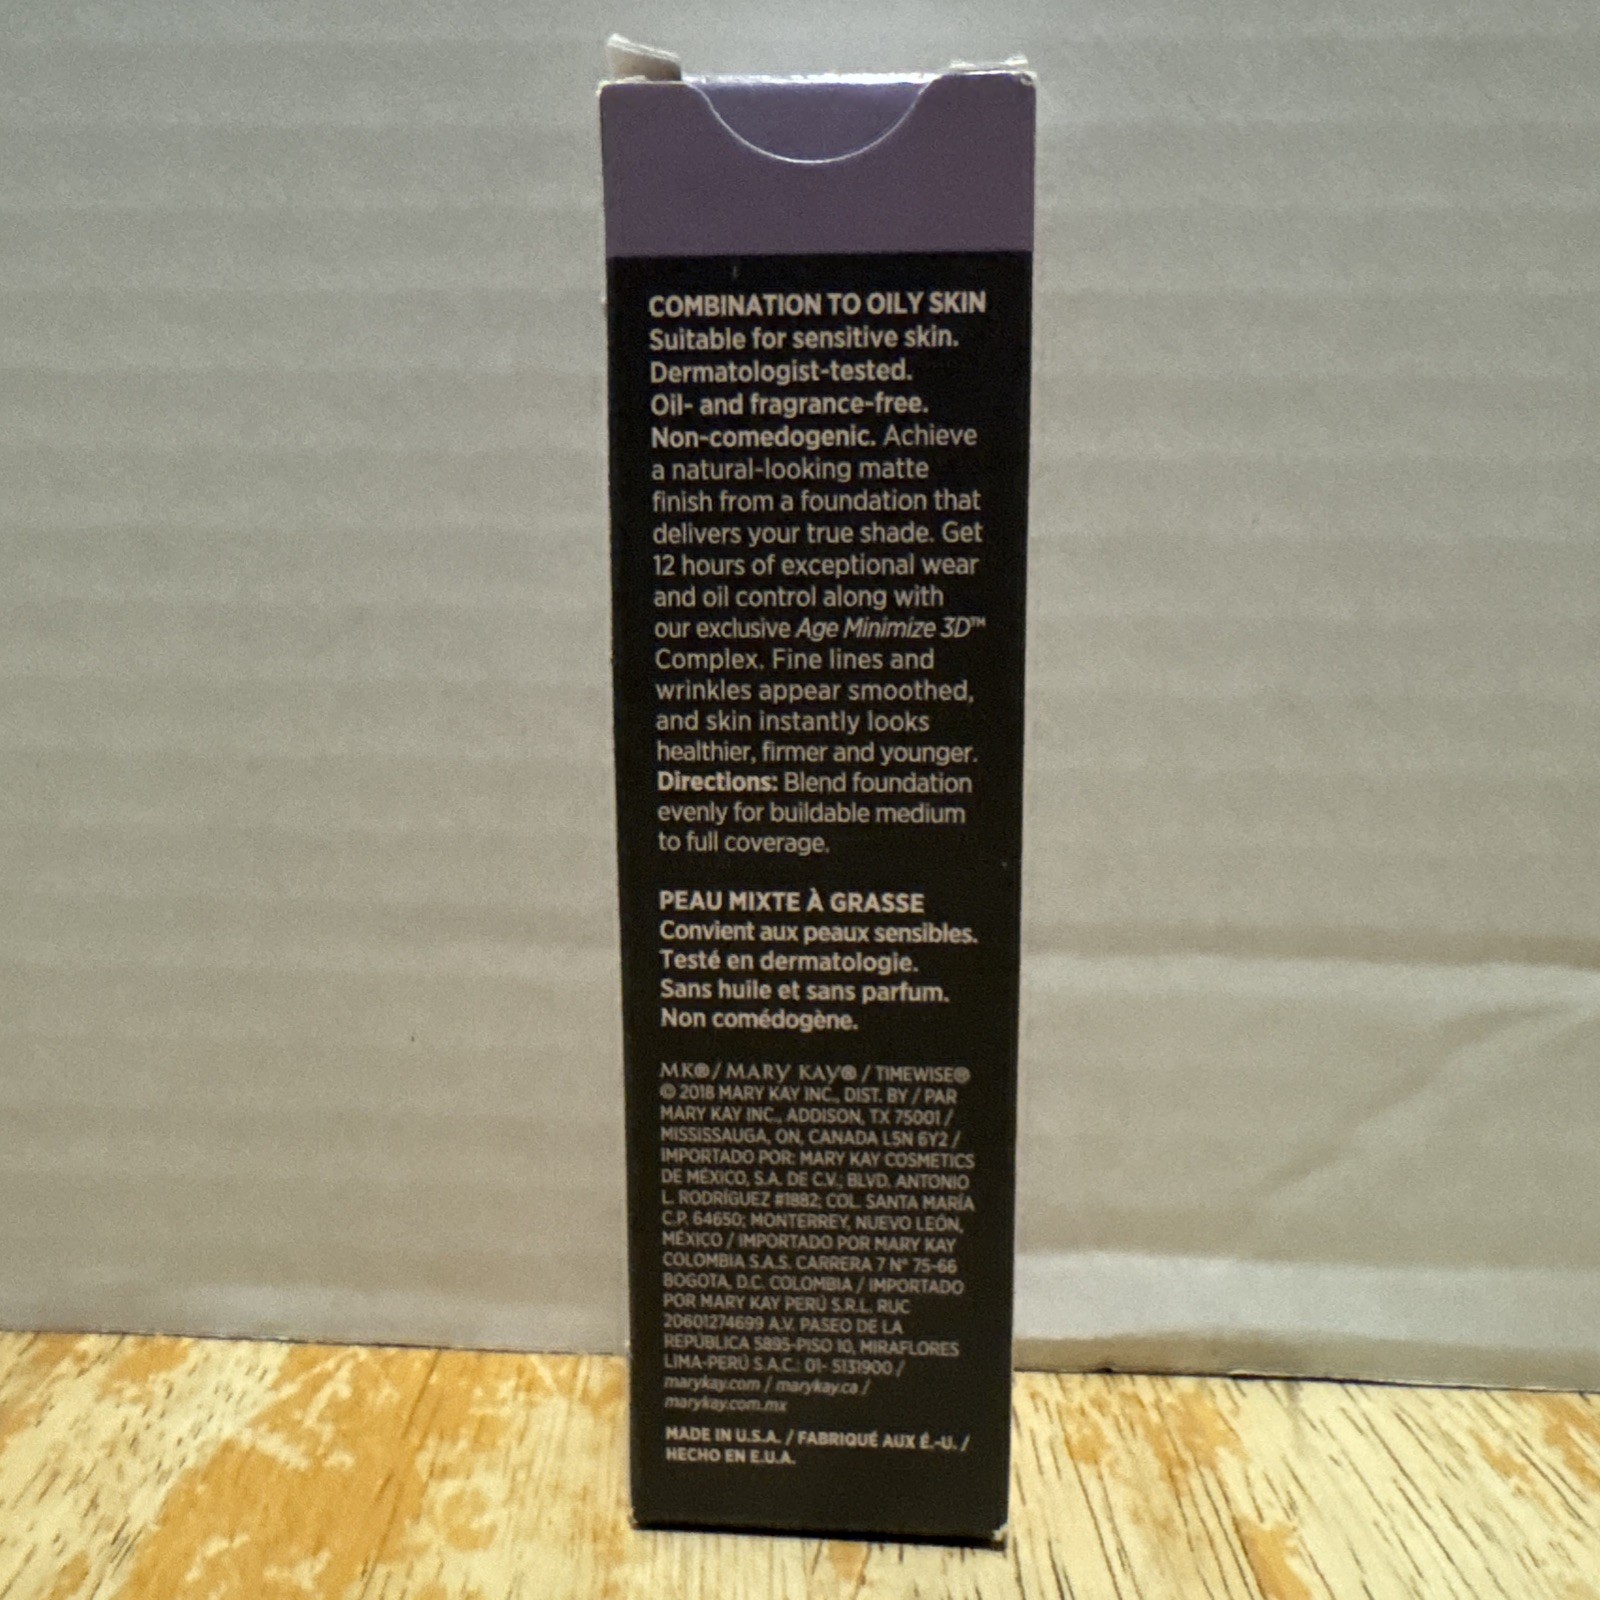 COMBINATION TO OILY SKIN
Suitable for sensitive skin.
Dermatologist-tested.
Oil- and fragrance-free.
Non-comedogenic. Achieve
a natural-looking matte
finish from a foundation that
delivers your true shade. Get
12 hours of exceptional wear
and oil control along with
our exclusive Age Minimize 3D™
Complex. Fine lines and
wrinkles appear smoothed,
and skin instantly looks
healthier, firmer and younger.
Directions: Blend foundation
evenly for buildable medium
to full coverage.
PEAU MIXTE À GRASSE
Convient aux peaux sensibles.
Testé en dermatologie.
Sans huile et sans parfum.
Non comédogène.
MK®/ MARY KAY® / TIMEWISE®
© 2018 MARY KAY INC., DIST. BY / PAR
MARY KAY INC., ADDISON, TX 75001 /
MISSISSAUGA, ON, CANADA L5N 6Y2 /
IMPORTADO POR: MARY KAY COSMETICS
DE MÉXICO, S.A. DE C.V.; BLVD. ANTONIO
L. RODRÍGUEZ #1882; COL. SANTA MARÍA
C.P. 64650; MONTERREY, NUEVO LEÓN,
MÉXICO / IMPORTADO POR MARY KAY
COLOMBIA S.A.S. CARRERA 7 N° 75-66
BOGOTA, D.C. COLOMBIA / IMPORTADO
POR MARY KAY PERÚ S.R.L. RUC
20601274699 A.V. PASEO DE LA
REPÚBLICA 5895-PISO 10, MIRAFLORES
LIMA-PERÚ S.A.C.: 01- 5131900 /
marykay.com / marykay.ca /
marykay.com.mx
MADE IN U.S.A. / FABRIQUÉ AUX É.-U. /
HECHO EN E.U.A.